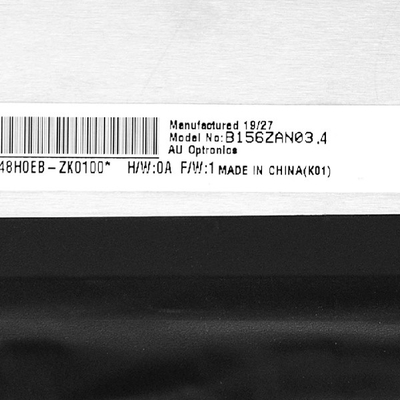 Manufactured 19/27
Model No:B156ZAN03.4
AU Optronics
48H0EB-ZK0100* H/W:0A F/W:1 MADE IN CHINA(K01)